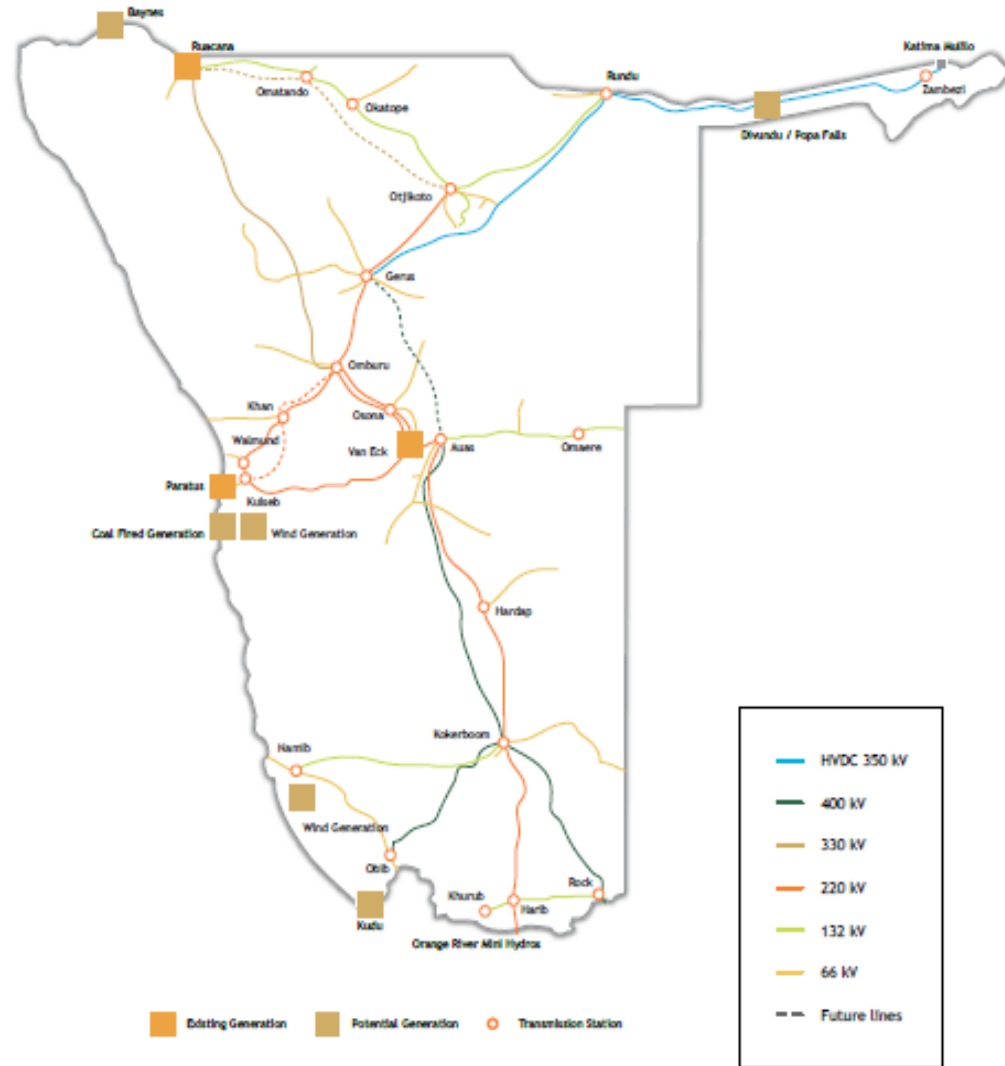 Baynes
Ruacana
Omatando
Okatope
Rundu
Katima Mulilo
Zambezi
Divundu / Popa Falls
Otjikoto
Gerus
Omburu
Khan
Osona
Walmund
Van Eck
Auas
Omaere
Paratus
Kuiseb
Coal Fired Generation
Wind Generation
Hardap
Kokerboom
Namib
Wind Generation
Obib
Kudu
Khurub
Harib
Rock
Orange River Mini Hydros
HVDC 350 kV
400 kV
330 kV
220 kV
132 kV
66 kV
Future lines
Existing Generation
Potential Generation
Transmission Station